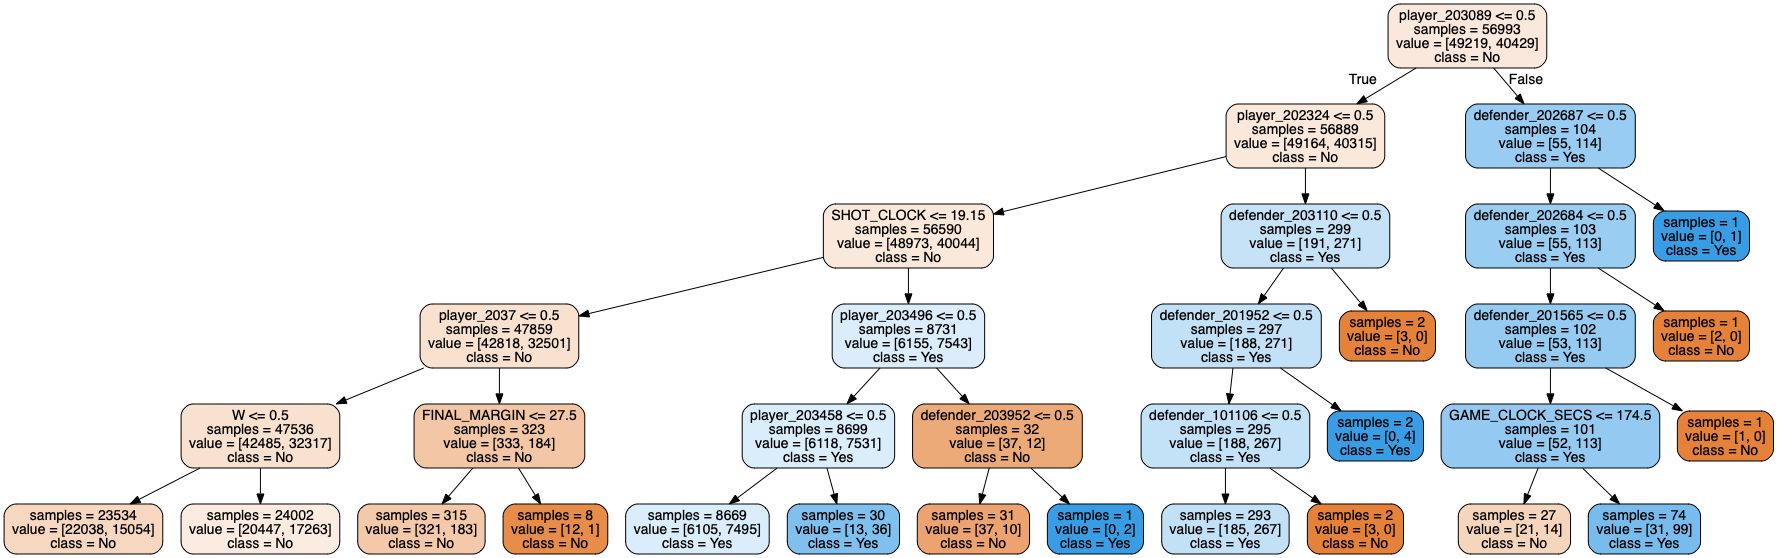 player_203089 <= 0.5
samples = 56993
value = [49219, 40429]
class = No
True
False
player_202324 <= 0.5
samples = 56889
value = [49164, 40315]
class = No
defender_202687 <= 0.5
samples = 104
value = [55, 114]
class = Yes
SHOT_CLOCK <= 19.15
samples = 56590
value = [48973, 40044]
class = No
defender_203110 <= 0.5
samples = 299
value = [191, 271]
class = Yes
defender_202684 <= 0.5
samples = 103
value = [55, 113]
class = Yes
samples = 1
value = [0, 1]
class = Yes
player_2037 <= 0.5
samples = 47859
value = [42818, 32501]
class = No
player_203496 <= 0.5
samples = 8731
value = [6155, 7543]
class = Yes
defender_201952 <= 0.5
samples = 297
value = [188, 271]
class = Yes
samples = 2
value = [3, 0]
class = No
defender_201565 <= 0.5
samples = 102
value = [53, 113]
class = Yes
samples = 1
value = [2, 0]
class = No
W <= 0.5
samples = 47536
value = [42485, 32317]
class = No
FINAL_MARGIN <= 27.5
samples = 323
value = [333, 184]
class = No
player_203458 <= 0.5
samples = 8699
value = [6118, 7531]
class = Yes
defender_203952 <= 0.5
samples = 32
value = [37, 12]
class = No
defender_101106 <= 0.5
samples = 295
value = [188, 267]
class = Yes
samples = 2
value = [0, 4]
class = Yes
GAME_CLOCK_SECS <= 174.5
samples = 101
value = [52, 113]
class = Yes
samples = 1
value = [1, 0]
class = No
samples = 23534
value = [22038, 15054]
class = No
samples = 24002
value = [20447, 17263]
class = No
samples = 315
value = [321, 183]
class = No
samples = 8
value = [12, 1]
class = No
samples = 8669
value = [6105, 7495]
class = Yes
samples = 30
value = [13, 36]
class = Yes
samples = 31
value = [37, 10]
class = No
samples = 1
value = [0, 2]
class = Yes
samples = 293
value = [185, 267]
class = Yes
samples = 2
value = [3, 0]
class = No
samples = 27
value = [21, 14]
class = No
samples = 74
value = [31, 99]
class = Yes